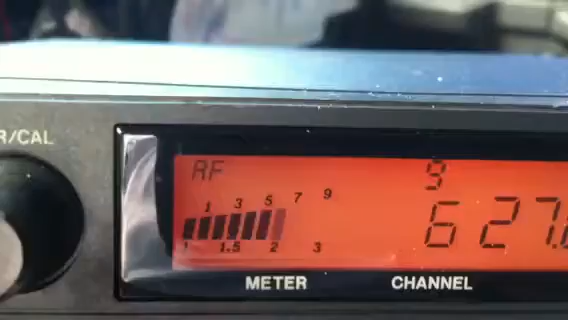 R/CAL
RF 9
1 3 5 7 9
627.
1 1.5 2 3
METER CHANNEL